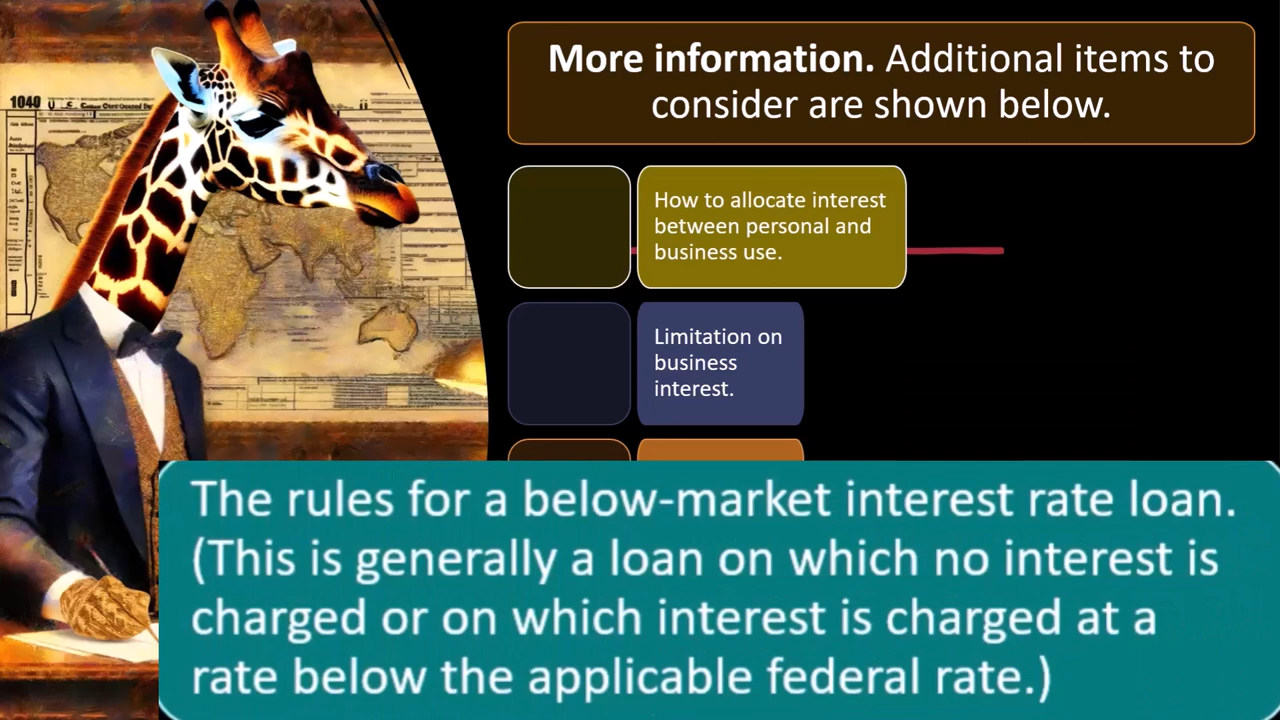 1040
More information. Additional items to
consider are shown below.
How to allocate interest
between personal and
business use.
Limitation on
business
interest.
The rules for a below-market interest rate loan.
(This is generally a loan on which no interest is
charged or on which interest is charged at a
rate below the applicable federal rate.)